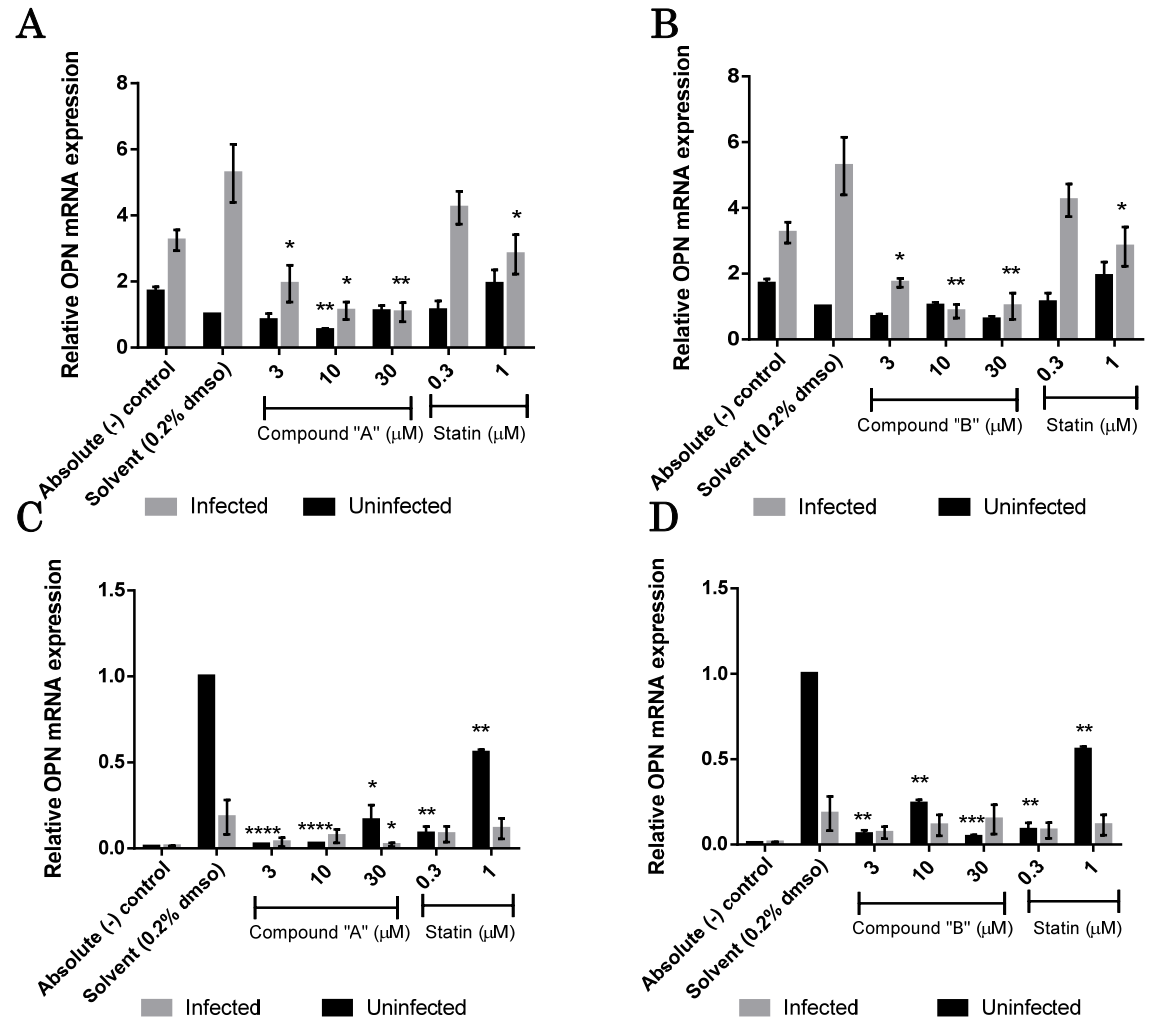 A
Relative OPN mRNA expression
8
6
4
2
0
*
**
*
**
*
Absolute (-) control
Solvent (0.2% dmso)
3
10
30
0.3
1
Compound "A" (μM)
Statin (μM)
Infected
Uninfected
B
Relative OPN mRNA expression
8
6
4
2
0
*
**
**
*
Absolute (-) control
Solvent (0.2% dmso)
3
10
30
0.3
1
Compound "B" (μM)
Statin (μM)
Infected
Uninfected
C
Relative OPN mRNA expression
1.5
1.0
0.5
0.0
****
****
*
*
**
**
Absolute (-) control
Solvent (0.2% dmso)
3
10
30
0.3
1
Compound "A" (μM)
Statin (μM)
Infected
Uninfected
D
Relative OPN mRNA expression
1.5
1.0
0.5
0.0
**
**
***
**
**
Absolute (-) control
Solvent (0.2% dmso)
3
10
30
0.3
1
Compound "B" (μM)
Statin (μM)
Infected
Uninfected